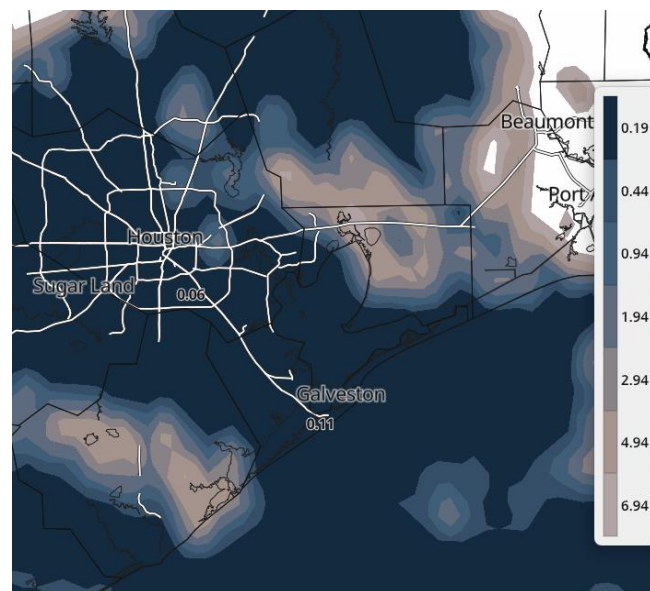 Beaumont
Port A
Houston
Sugar Land
0.06
Galveston
0.11
0.19
0.44
0.94
1.94
2.94
4.94
6.94